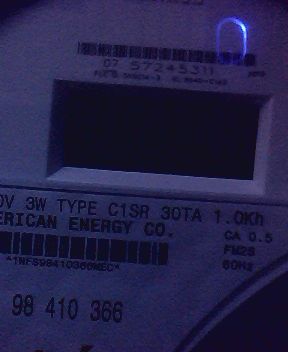 07 57245311
0V 3W TYPE C1SR 30TA 1.0Kh
ERICAN ENERGY CO.
CA 0.5
FM2S
*1NFS98410366MEC*
60Hz
98 410 366